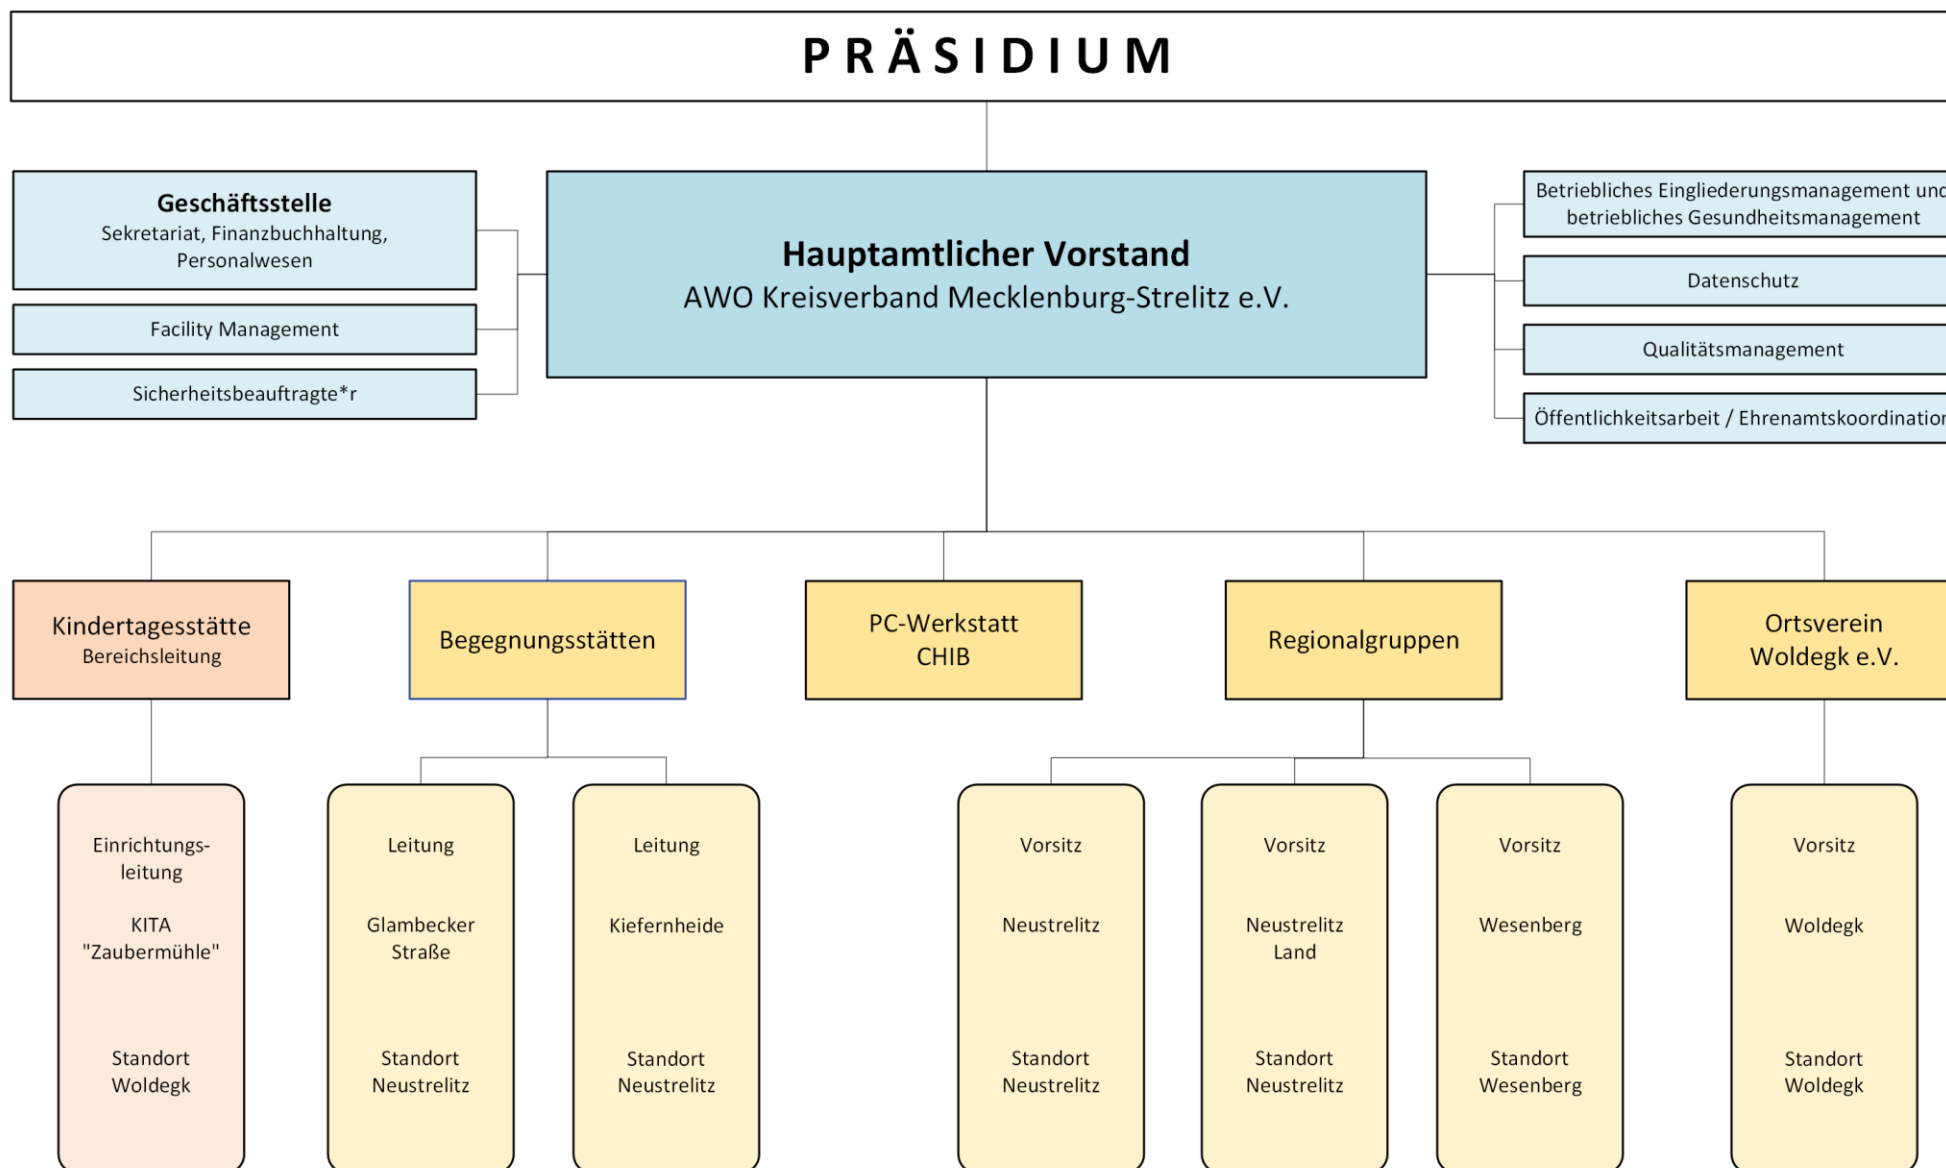 PRÄSIDIUM
Geschäftsstelle
Sekretariat, Finanzbuchhaltung,
Personalwesen
Facility Management
Sicherheitsbeauftragte*r
Hauptamtlicher Vorstand
AWO Kreisverband Mecklenburg-Strelitz e.V.
Betriebliches Eingliederungsmanagement und
betriebliches Gesundheitsmanagement
Datenschutz
Qualitätsmanagement
Öffentlichkeitsarbeit / Ehrenamtskoordination
Kindertagesstätte
Bereichsleitung
Begegnungsstätten
PC-Werkstatt
CHIB
Regionalgruppen
Ortsverein
Woldegk e.V.
Einrichtungs-
leitung
KITA
"Zaubermühle"
Standort
Woldegk
Leitung
Glambecker
Straße
Standort
Neustrelitz
Leitung
Kiefernheide
Standort
Neustrelitz
Vorsitz
Neustrelitz
Standort
Neustrelitz
Vorsitz
Neustrelitz
Land
Standort
Neustrelitz
Vorsitz
Wesenberg
Standort
Wesenberg
Vorsitz
Woldegk
Standort
Woldegk